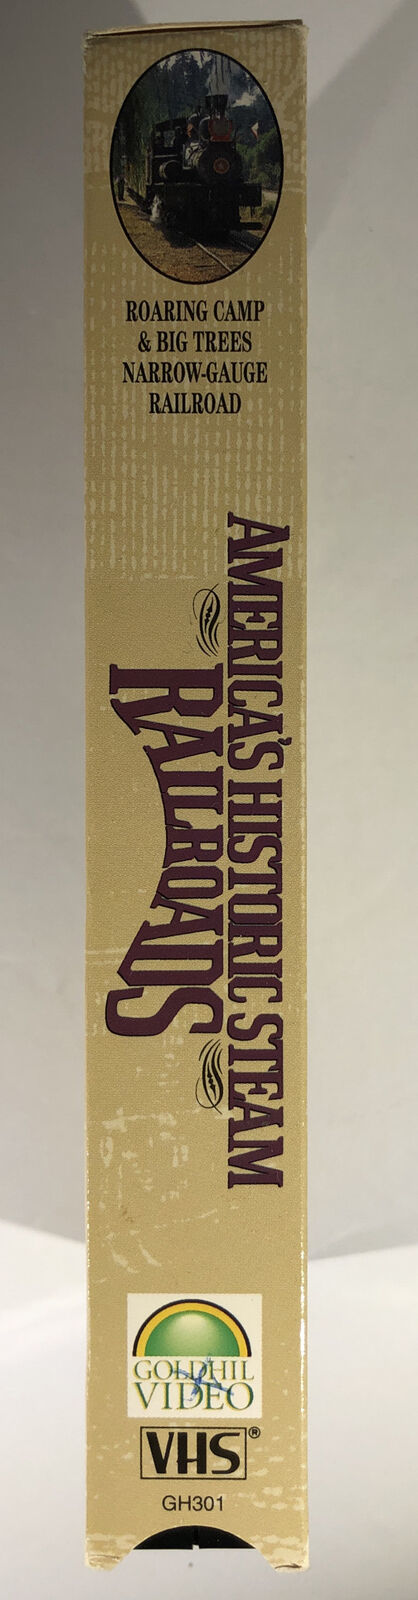 ROARING CAMP
& BIG TREES
NARROW-GAUGE
RAILROAD
AMERICA'S HISTORIC STEAM
RAILROADS
GOLDHIL
VIDEO
VHS®
GH301